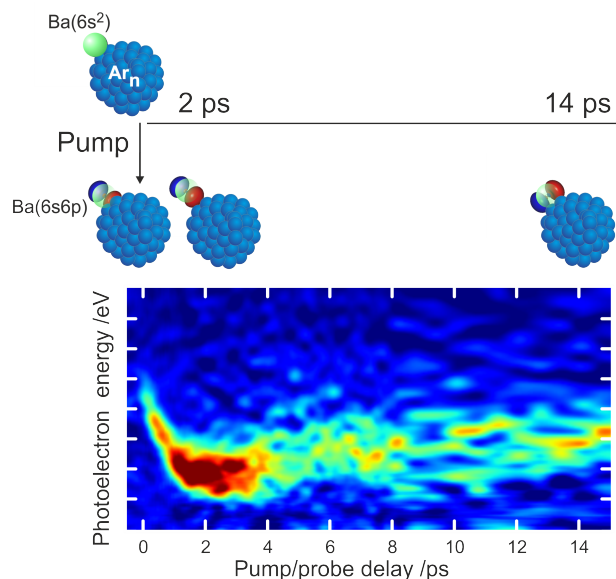 Ba(6s²)
Arₙ
2 ps
14 ps
Pump
Ba(6s6p)
Photoelectron energy /eV
0 2 4 6 8 10 12 14
Pump/probe delay /ps